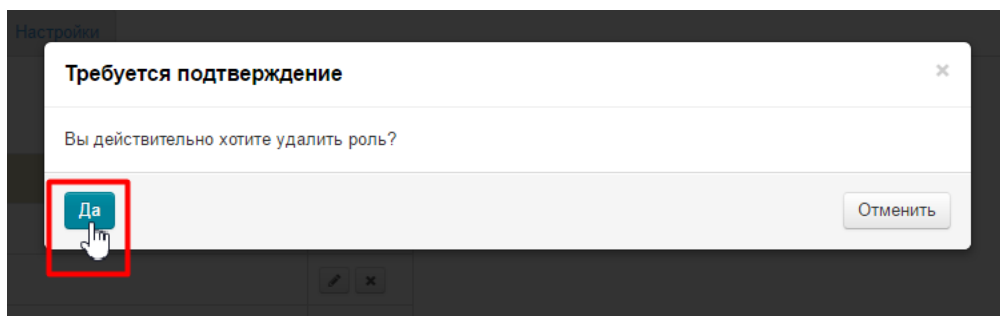 Настройки
Требуется подтверждение
×
Вы действительно хотите удалить роль?
Да
Отменить